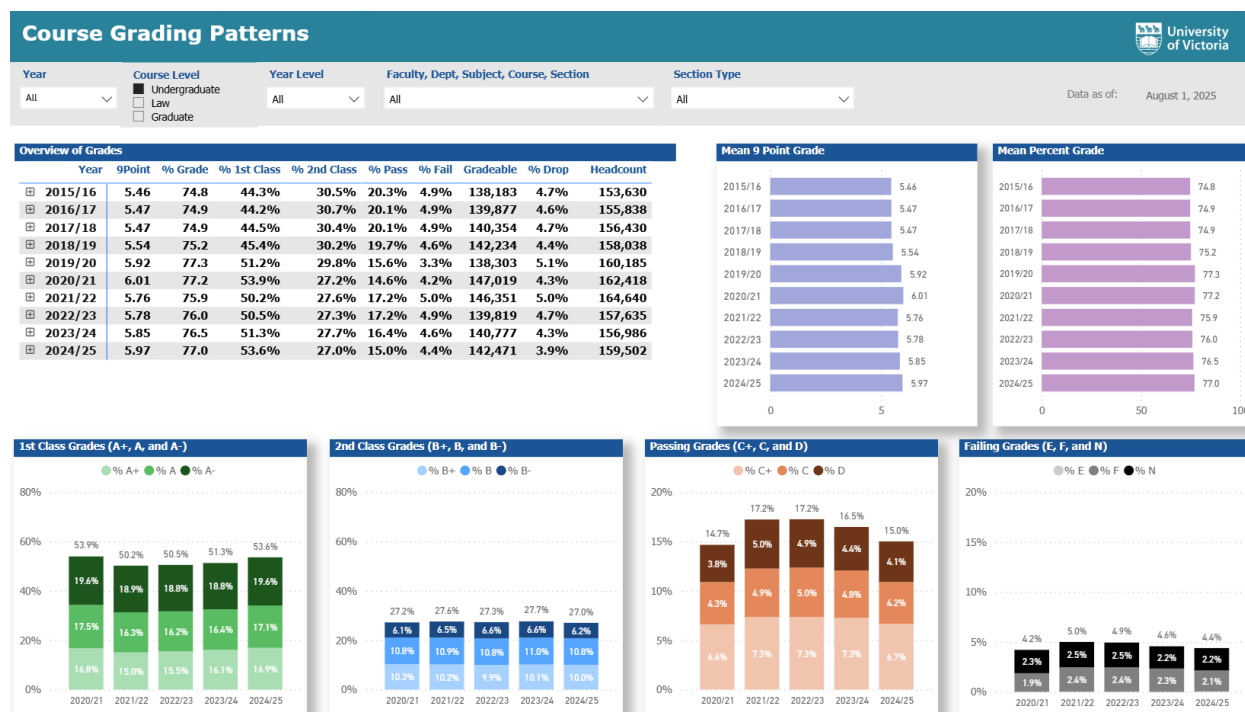 Course Grading Patterns
University
of Victoria
Year
Course Level
Year Level
Faculty, Dept, Subject, Course, Section
Section Type
All
Undergraduate
Law
Graduate
All
All
All
Data as of: August 1, 2025
Overview of Grades
Year 9Point % Grade % 1st Class % 2nd Class % Pass % Fail Gradeable % Drop Headcount
2015/16 5.46 74.8 44.3% 30.5% 20.3% 4.9% 138,183 4.7% 153,630
2016/17 5.47 74.9 44.2% 30.7% 20.1% 4.9% 139,877 4.6% 155,838
2017/18 5.47 74.9 44.5% 30.4% 20.1% 4.9% 140,354 4.7% 156,430
2018/19 5.54 75.2 45.4% 30.2% 19.7% 4.6% 142,234 4.4% 158,038
2019/20 5.92 77.3 51.2% 29.8% 15.6% 3.3% 138,303 5.1% 160,185
2020/21 6.01 77.2 53.9% 27.2% 14.6% 4.2% 147,019 4.3% 162,418
2021/22 5.76 75.9 50.2% 27.6% 17.2% 5.0% 146,351 5.0% 164,640
2022/23 5.78 76.0 50.5% 27.3% 17.2% 4.9% 139,819 4.7% 157,635
2023/24 5.85 76.5 51.3% 27.7% 16.4% 4.6% 140,777 4.3% 156,986
2024/25 5.97 77.0 53.6% 27.0% 15.0% 4.4% 142,471 3.9% 159,502
Mean 9 Point Grade
2015/16 5.46
2016/17 5.47
2017/18 5.47
2018/19 5.54
2019/20 5.92
2020/21 6.01
2021/22 5.76
2022/23 5.78
2023/24 5.85
2024/25 5.97
0 5
Mean Percent Grade
2015/16 74.8
2016/17 74.9
2017/18 74.9
2018/19 75.2
2019/20 77.3
2020/21 77.2
2021/22 75.9
2022/23 76.0
2023/24 76.5
2024/25 77.0
0 50 100
1st Class Grades (A+, A, and A-)
% A+ % A % A-
80%
60%
53.9% 50.2% 50.5% 51.3% 53.6%
19.6% 18.9% 18.8% 18.8% 19.6%
40%
17.5% 16.3% 16.2% 16.4% 17.1%
20%
16.8% 15.0% 15.5% 16.1% 16.9%
0%
2020/21 2021/22 2022/23 2023/24 2024/25
2nd Class Grades (B+, B, and B-)
% B+ % B % B-
80%
60%
40%
27.2% 27.6% 27.3% 27.7% 27.0%
6.1% 6.5% 6.6% 6.6% 6.2%
20%
10.8% 10.9% 10.8% 11.0% 10.8%
10.3% 10.2% 9.9% 10.1% 10.0%
0%
2020/21 2021/22 2022/23 2023/24 2024/25
Passing Grades (C+, C, and D)
% C+ % C % D
20%
14.7% 17.2% 17.2% 16.5% 15.0%
15%
3.8% 5.0% 4.9% 4.4% 4.1%
10%
4.3% 4.9% 5.0% 4.8% 4.2%
5%
6.6% 7.3% 7.3% 7.3% 6.7%
0%
2020/21 2021/22 2022/23 2023/24 2024/25
Failing Grades (E, F, and N)
% E % F % N
20%
15%
10%
5%
4.2% 5.0% 4.9% 4.6% 4.4%
2.3% 2.5% 2.5% 2.2% 2.2%
1.9% 2.4% 2.4% 2.3% 2.1%
0%
2020/21 2021/22 2022/23 2023/24 2024/25